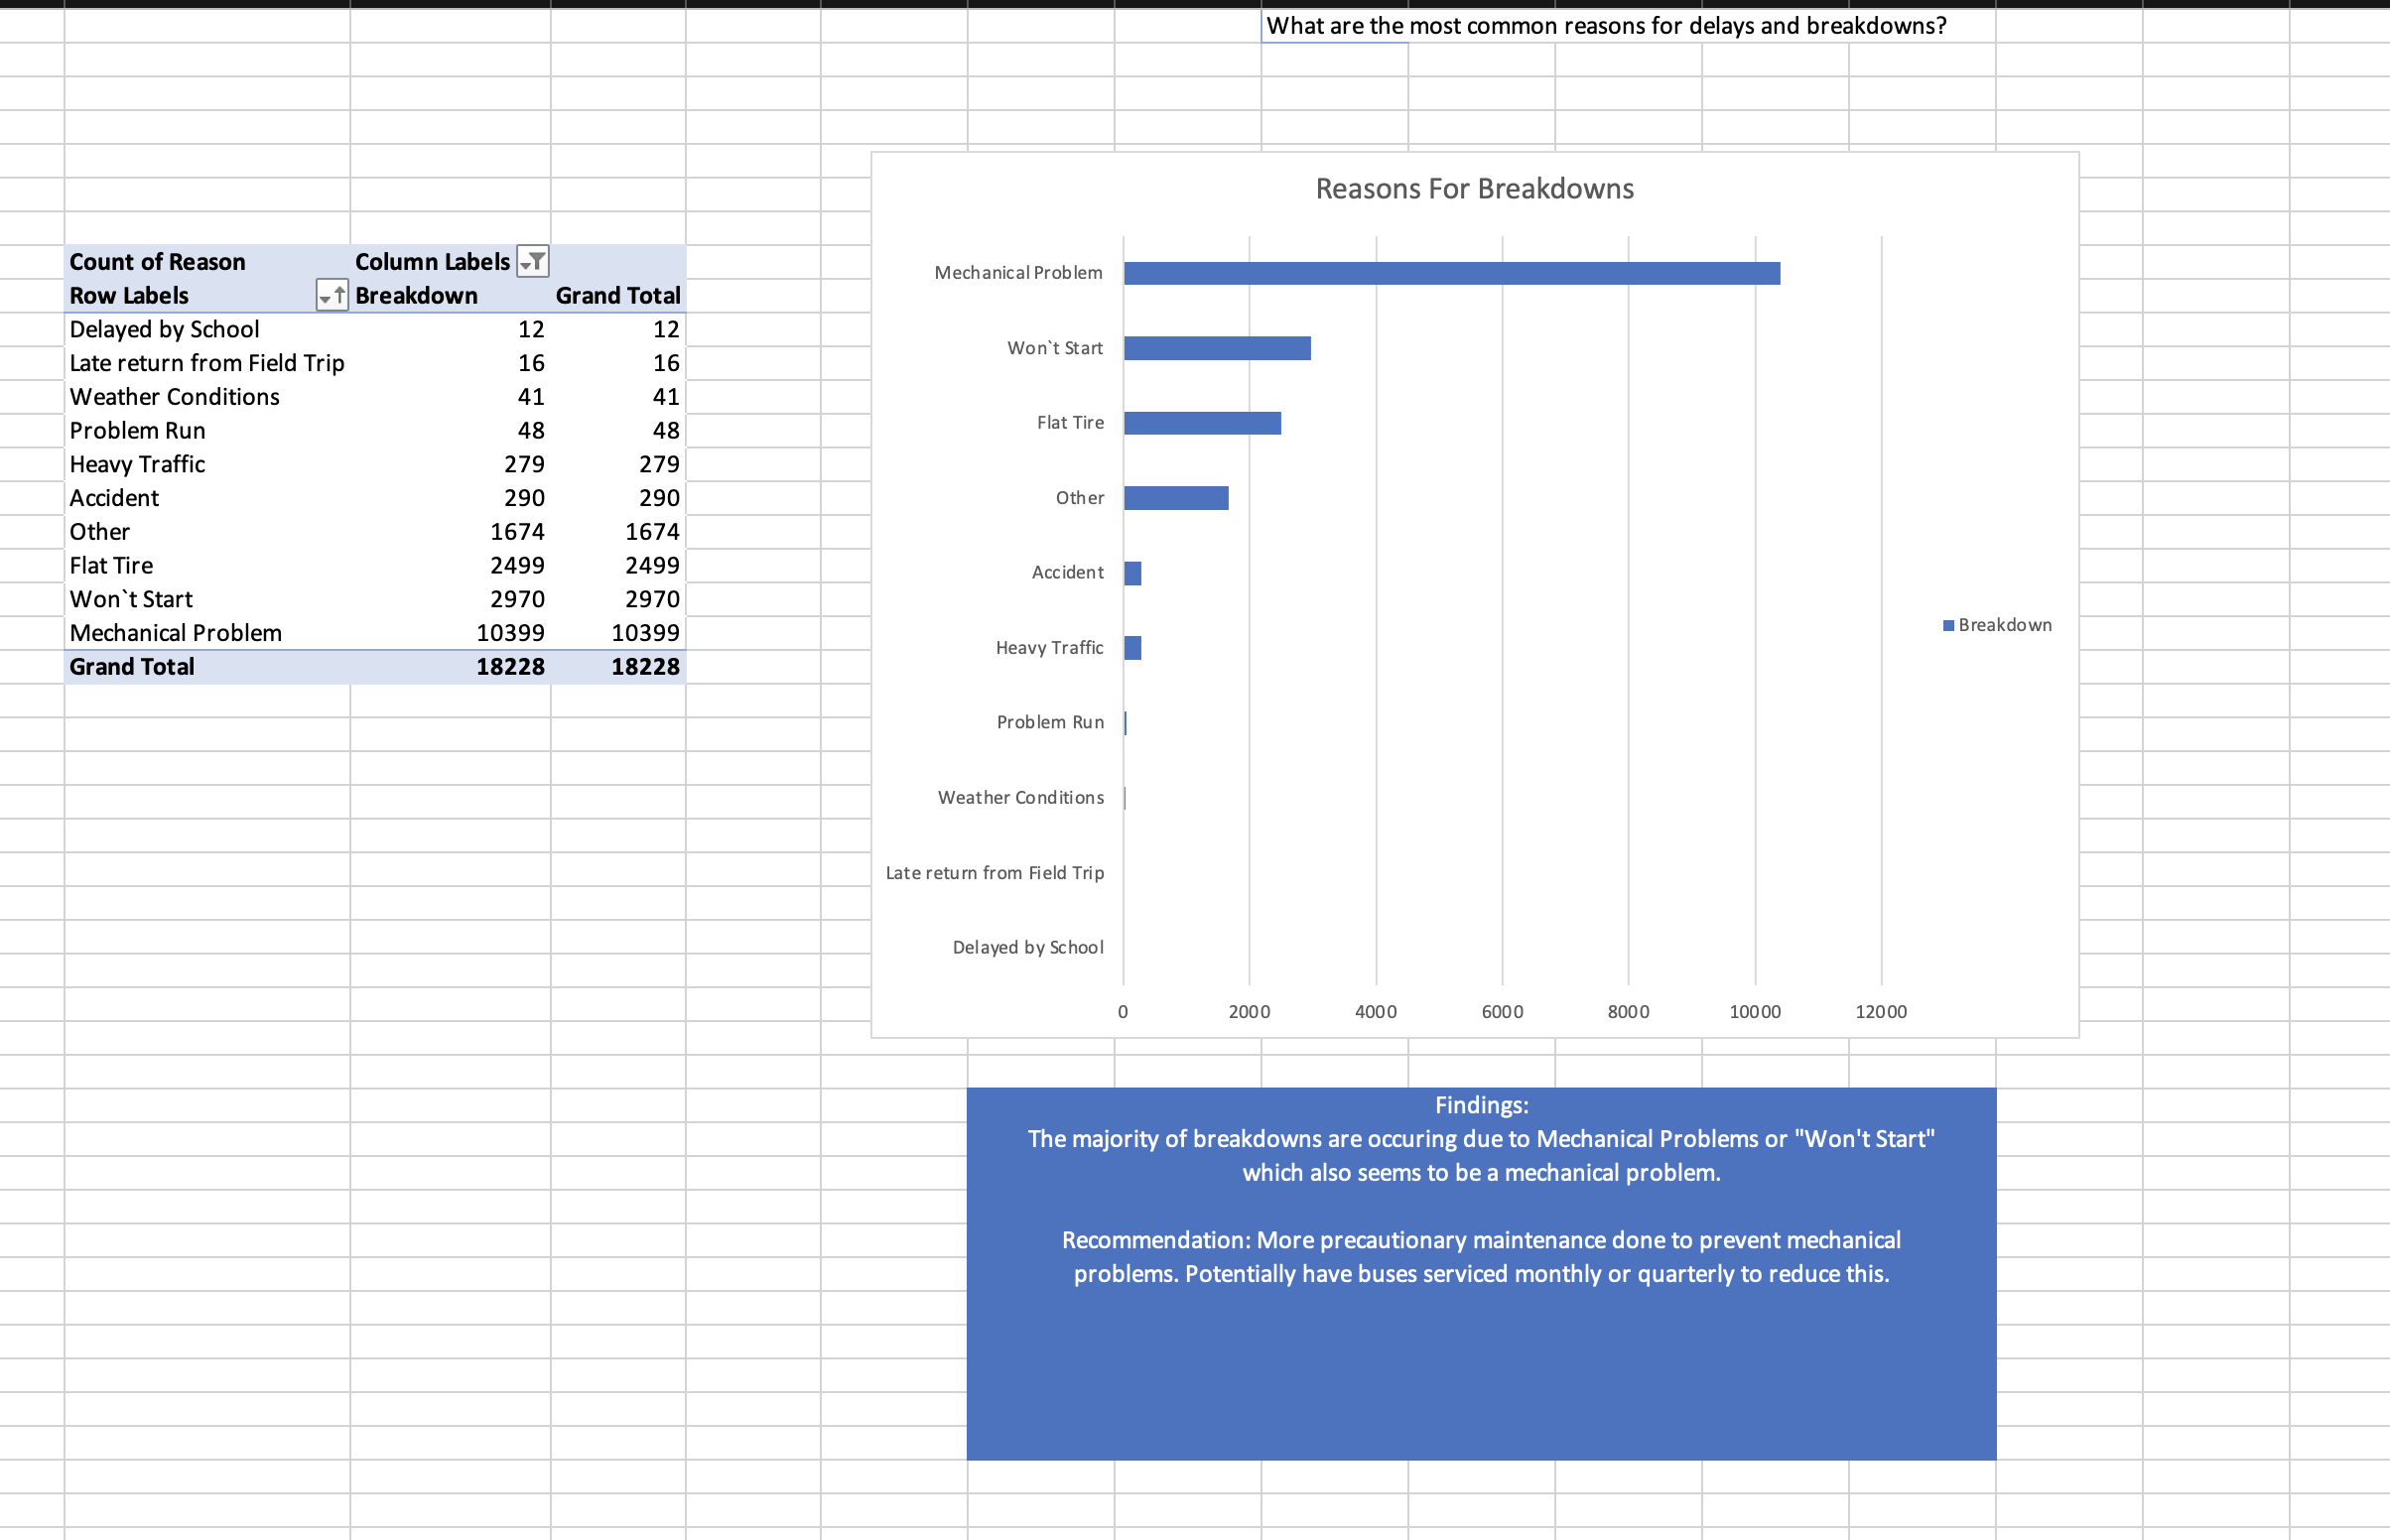 What are the most common reasons for delays and breakdowns?
Count of Reason Column Labels
Row Labels Breakdown Grand Total
Delayed by School 12 12
Late return from Field Trip 16 16
Weather Conditions 41 41
Problem Run 48 48
Heavy Traffic 279 279
Accident 290 290
Other 1674 1674
Flat Tire 2499 2499
Won`t Start 2970 2970
Mechanical Problem 10399 10399
Grand Total 18228 18228
Reasons For Breakdowns
Mechanical Problem
Won`t Start
Flat Tire
Other
Accident
Heavy Traffic
Problem Run
Weather Conditions
Late return from Field Trip
Delayed by School
0 2000 4000 6000 8000 10000 12000
Breakdown
Findings:
The majority of breakdowns are occuring due to Mechanical Problems or "Won't Start"
which also seems to be a mechanical problem.
Recommendation: More precautionary maintenance done to prevent mechanical
problems. Potentially have buses serviced monthly or quarterly to reduce this.